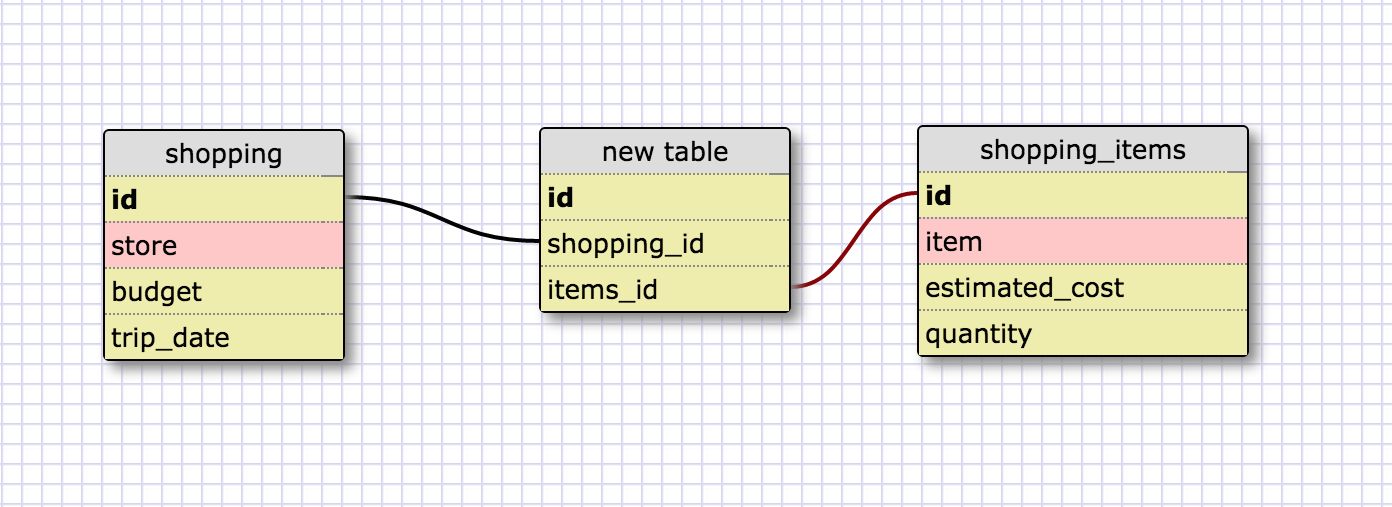 shopping
id
store
budget
trip_date
new table
id
shopping_id
items_id
shopping_items
id
item
estimated_cost
quantity